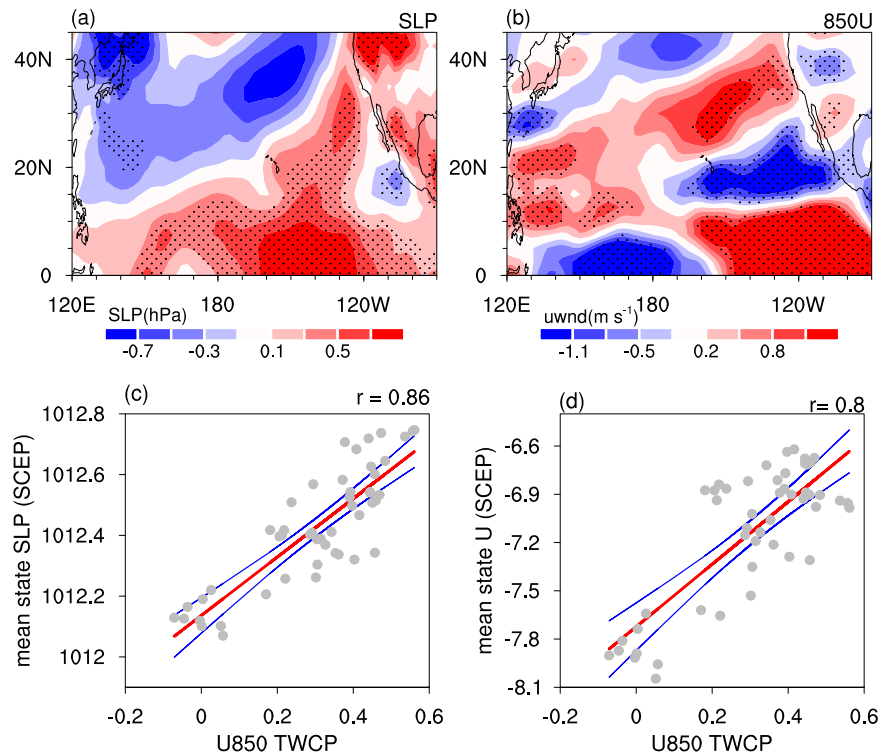 (a) SLP
(b) 850U
40N
20N
0
120E 180 120W
40N
20N
0
120E 180 120W
SLP(hPa)
-0.7 -0.3 0.1 0.5
uwnd(m s⁻¹)
-1.1 -0.5 0.2 0.8
(c) r = 0.86
1012.8
1012.6
1012.4
1012.2
1012
mean state SLP (SCEP)
-0.2 0 0.2 0.4 0.6
U850 TWCP
(d) r= 0.8
-6.6
-6.9
-7.2
-7.5
-7.8
-8.1
mean state U (SCEP)
-0.2 0 0.2 0.4 0.6
U850 TWCP